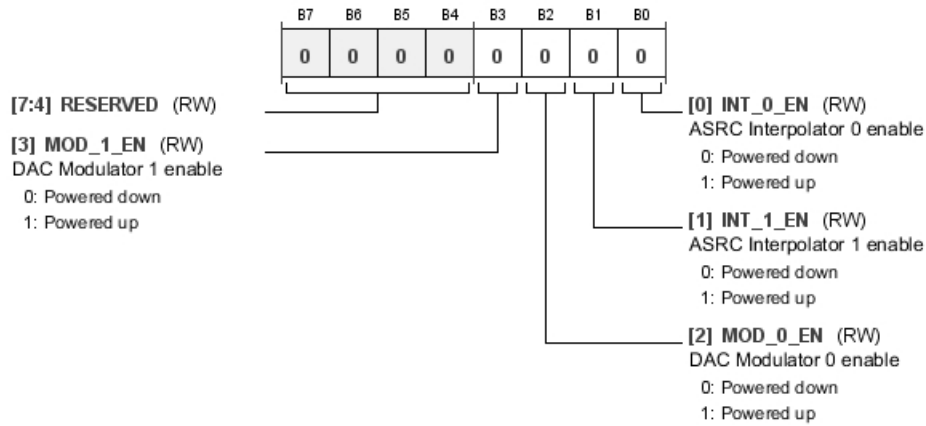 B7 B6 B5 B4 B3 B2 B1 B0
0 0 0 0 0 0 0 0
[7:4] RESERVED (RW)
[3] MOD_1_EN (RW)
DAC Modulator 1 enable
0: Powered down
1: Powered up
[0] INT_0_EN (RW)
ASRC Interpolator 0 enable
0: Powered down
1: Powered up
[1] INT_1_EN (RW)
ASRC Interpolator 1 enable
0: Powered down
1: Powered up
[2] MOD_0_EN (RW)
DAC Modulator 0 enable
0: Powered down
1: Powered up